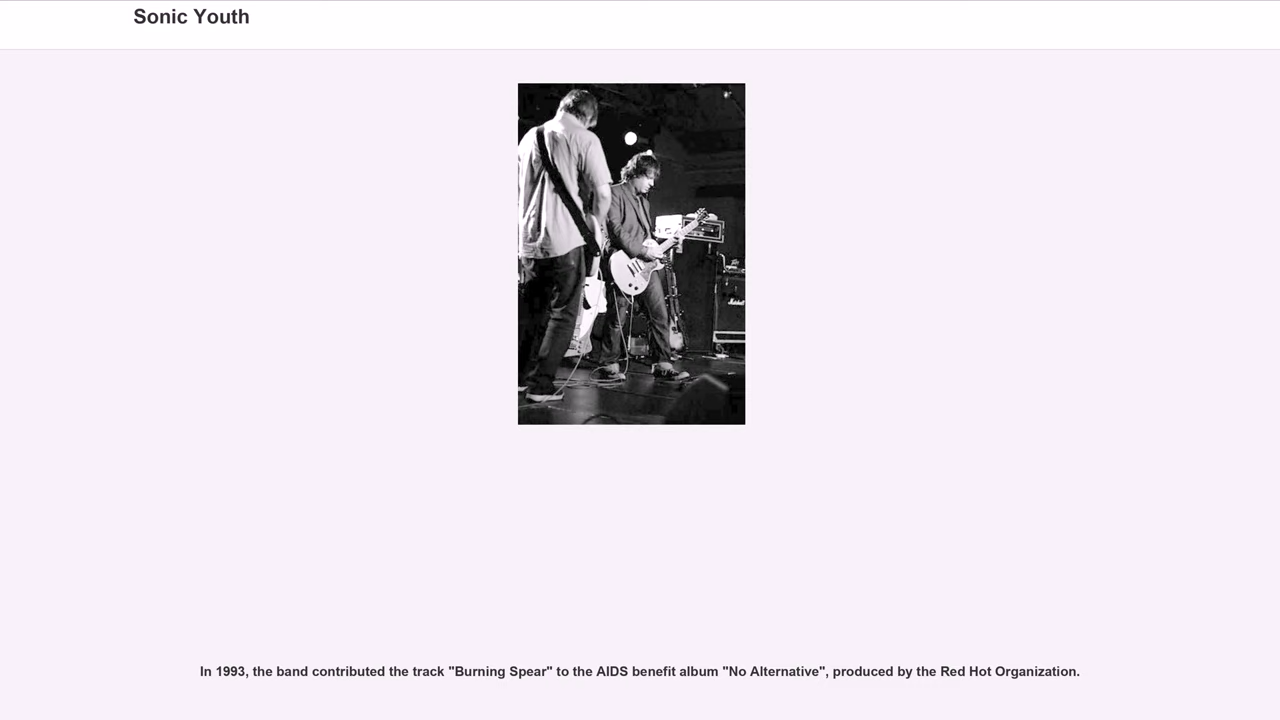 Sonic Youth
In 1993, the band contributed the track "Burning Spear" to the AIDS benefit album "No Alternative", produced by the Red Hot Organization.